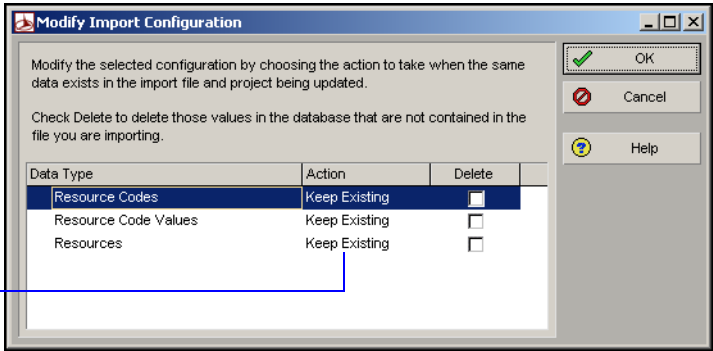 Modify Import Configuration
Modify the selected configuration by choosing the action to take when the same
data exists in the import file and project being updated.
Check Delete to delete those values in the database that are not contained in the
file you are importing.
OK
Cancel
Help
Data Type Action Delete
Resource Codes Keep Existing
Resource Code Values Keep Existing
Resources Keep Existing